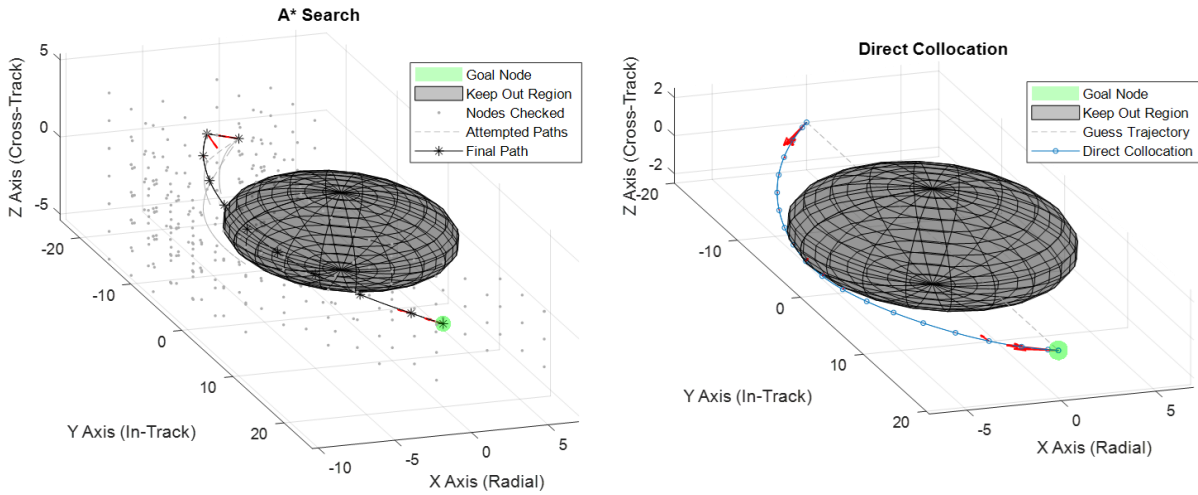 A* Search
Goal Node
Keep Out Region
Nodes Checked
Attempted Paths
Final Path
Z Axis (Cross-Track)
5
0
-5
-20
-10
0
10
20
Y Axis (In-Track)
-10
-5
0
5
X Axis (Radial)
Direct Collocation
Goal Node
Keep Out Region
Guess Trajectory
Direct Collocation
Z Axis (Cross-Track)
2
0
-2
-20
-10
0
10
20
Y Axis (In-Track)
-5
0
5
X Axis (Radial)